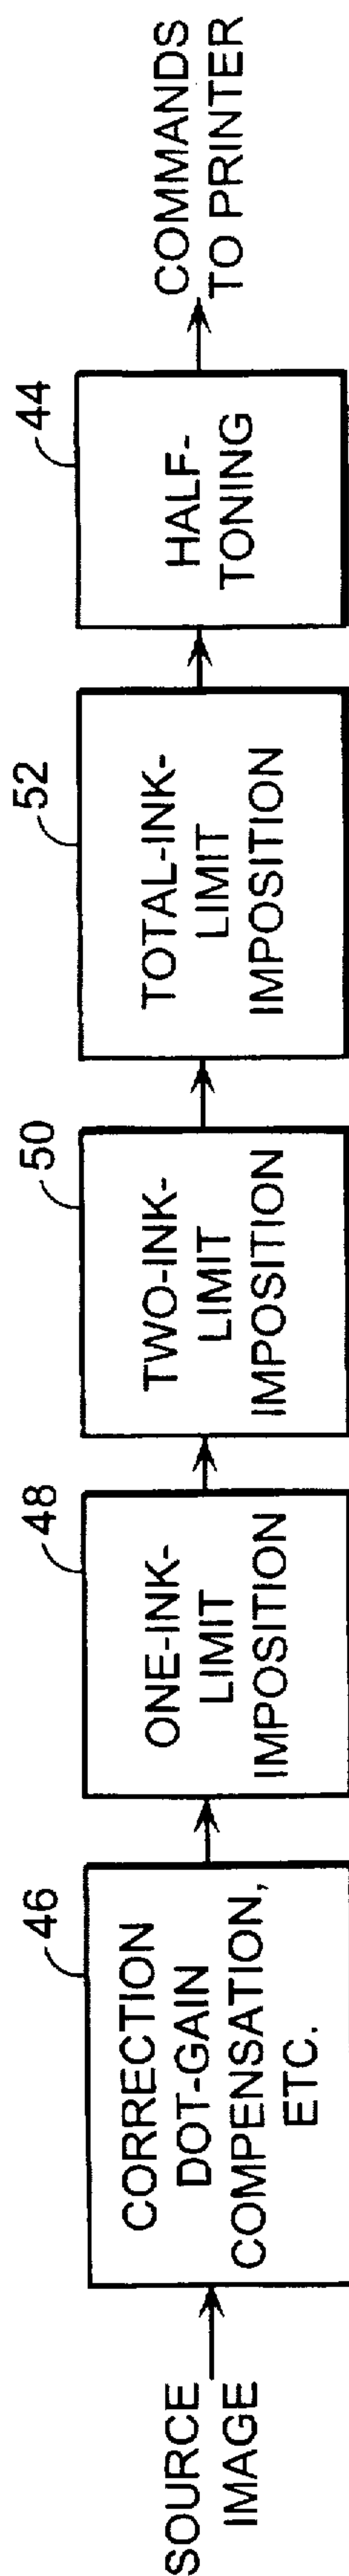 SOURCE
IMAGE
46
CORRECTION
DOT-GAIN
COMPENSATION,
ETC.
48
ONE-INK-
LIMIT
IMPOSITION
50
TWO-INK-
LIMIT
IMPOSITION
52
TOTAL-INK-
LIMIT
IMPOSITION
44
HALF-
TONING
COMMANDS
TO PRINTER